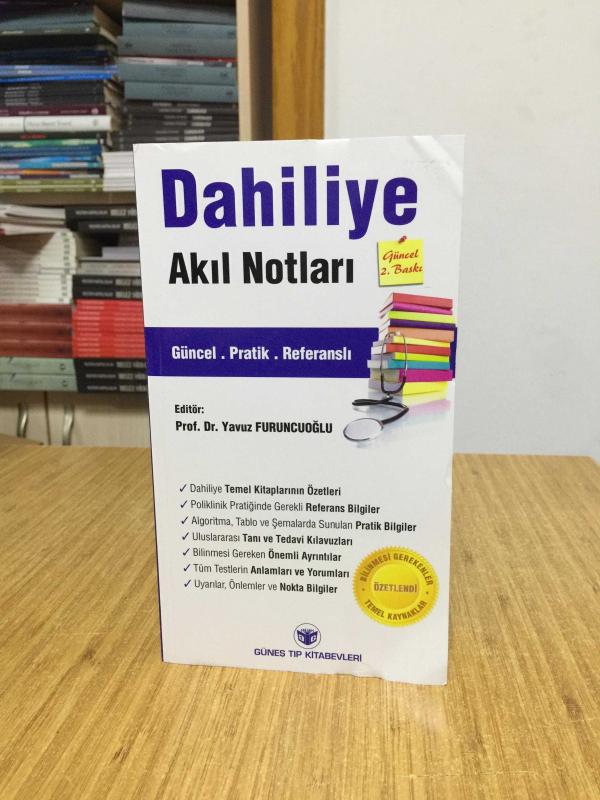 Dahiliye
Akıl Notları
Güncel
2. Baskı
Güncel . Pratik . Referanslı
Editör:
Prof. Dr. Yavuz FURUNCUOĞLU
✓ Dahiliye Temel Kitaplarının Özetleri
✓ Poliklinik Pratiğinde Gerekli Referans Bilgiler
✓ Algoritma, Tablo ve Şemalarda Sunulan Pratik Bilgiler
✓ Uluslararası Tanı ve Tedavi Kılavuzları
✓ Bilinmesi Gereken Önemli Ayrıntılar
✓ Tüm Testlerin Anlamları ve Yorumları
✓ Uyarılar, Önlemler ve Nokta Bilgiler
BİLİNMESİ GEREKENLER
ÖZETLENDİ
TEMEL KAYNAKLAR
GÜNEŞ TIP KİTABEVLERİ